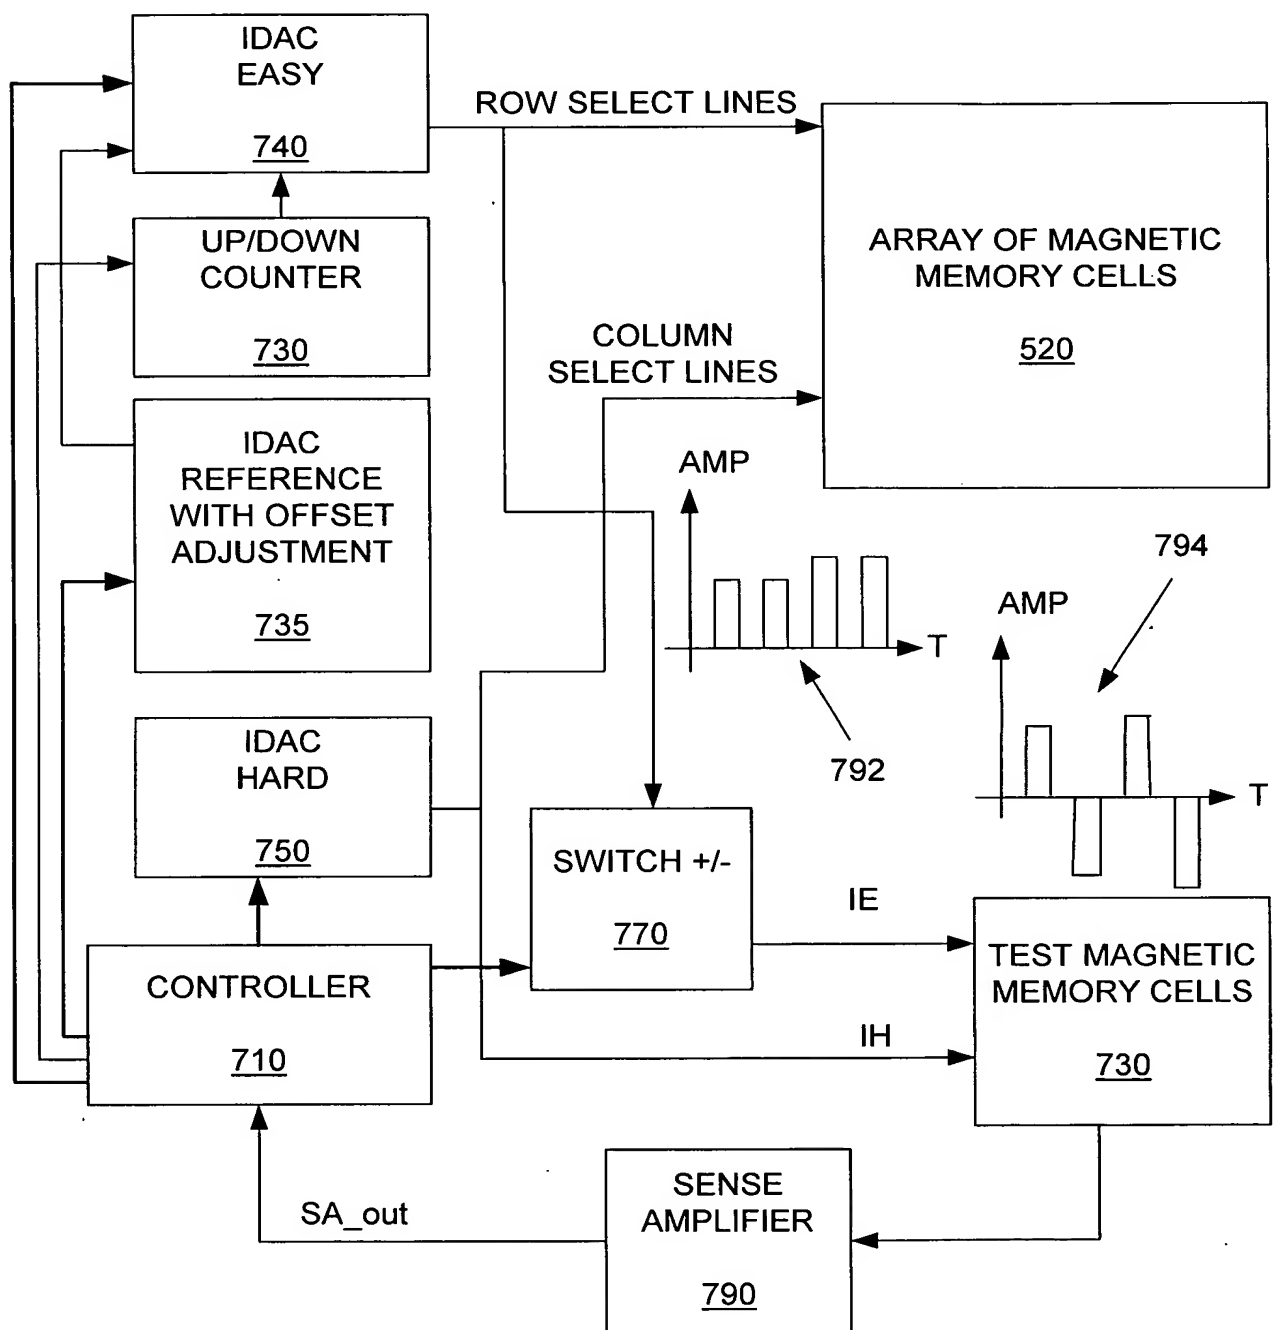 IDAC
EASY
740
ROW SELECT LINES
UP/DOWN
COUNTER
730
ARRAY OF MAGNETIC
MEMORY CELLS
520
COLUMN
SELECT LINES
IDAC
REFERENCE
WITH OFFSET
ADJUSTMENT
735
AMP
T
792
794
AMP
T
IDAC
HARD
750
SWITCH +/-
770
IE
IH
CONTROLLER
710
TEST MAGNETIC
MEMORY CELLS
730
SA_out
SENSE
AMPLIFIER
790